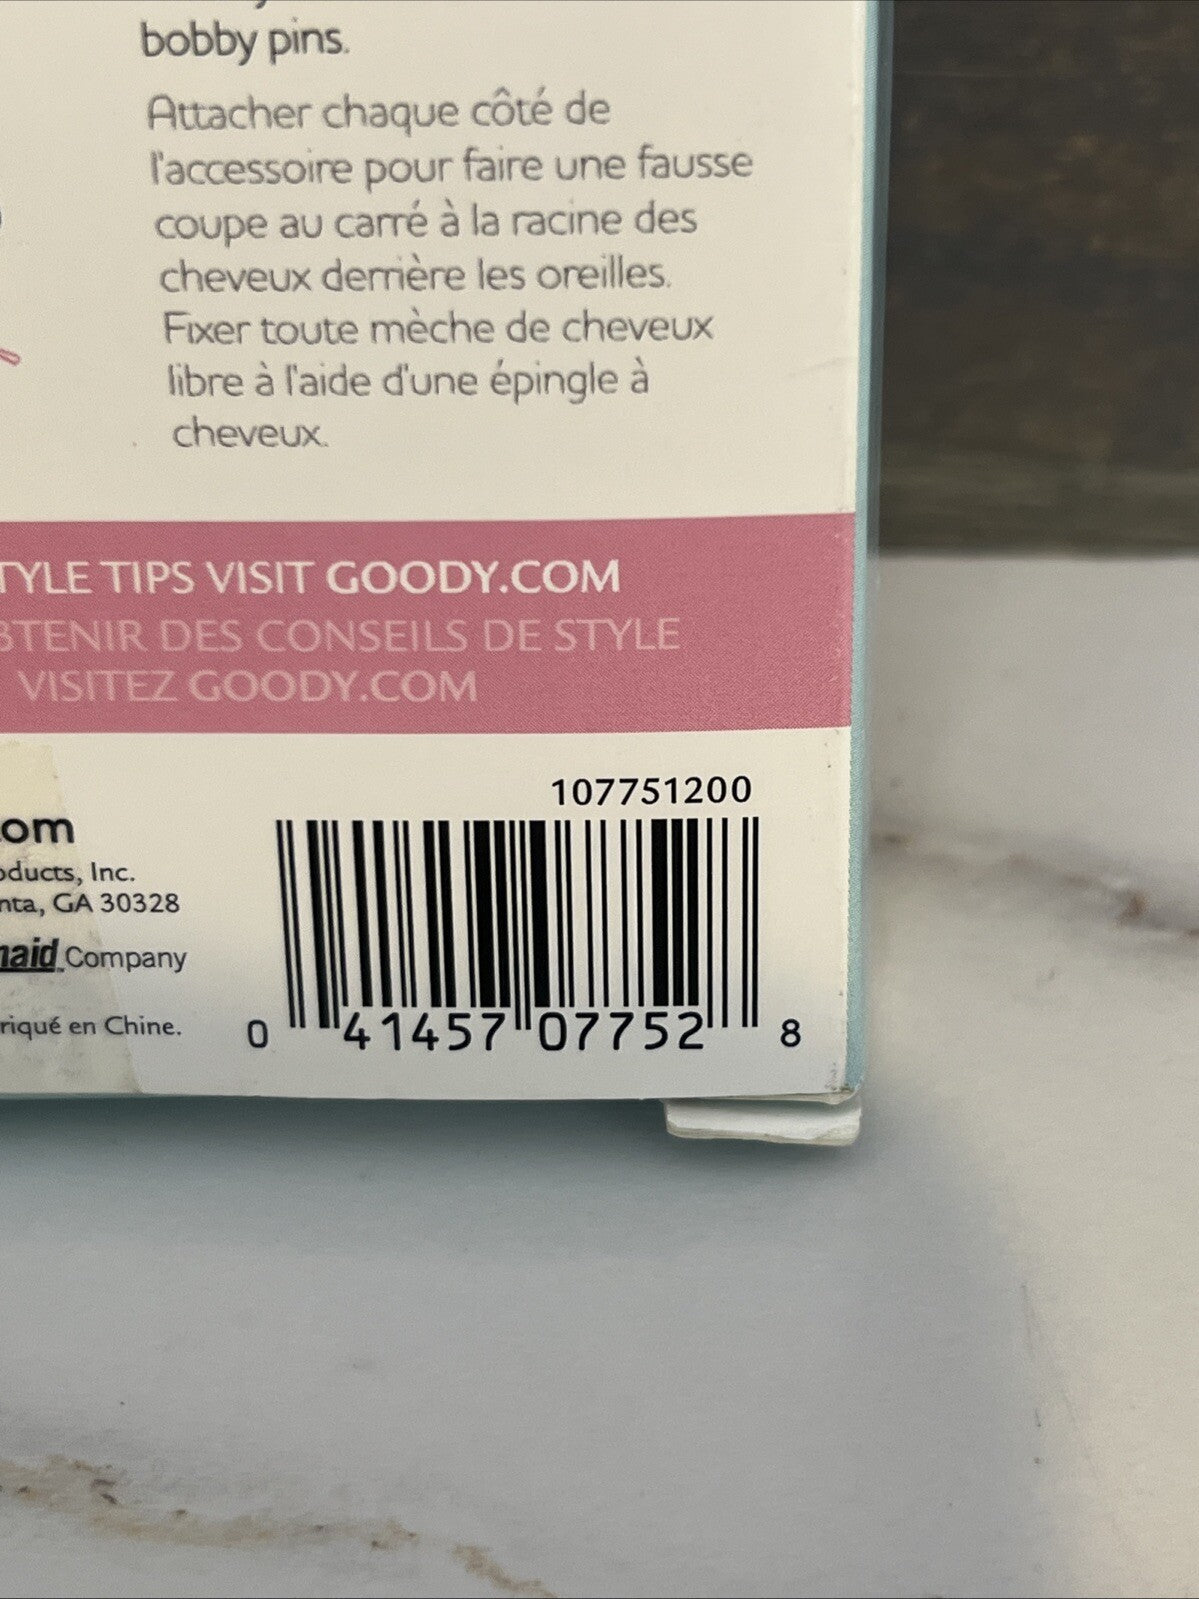 bobby pins.
Attacher chaque côté de
l'accessoire pour faire une fausse
coupe au carré à la racine des
cheveux derrière les oreilles.
Fixer toute mèche de cheveux
libre à l'aide d'une épingle à
cheveux.
TYLE TIPS VISIT GOODY.COM
BTENIR DES CONSEILS DE STYLE
VISITEZ GOODY.COM
107751200
.com
oducts, Inc.
nta, GA 30328
maid Company
riqué en Chine.
0 41457 07752 8